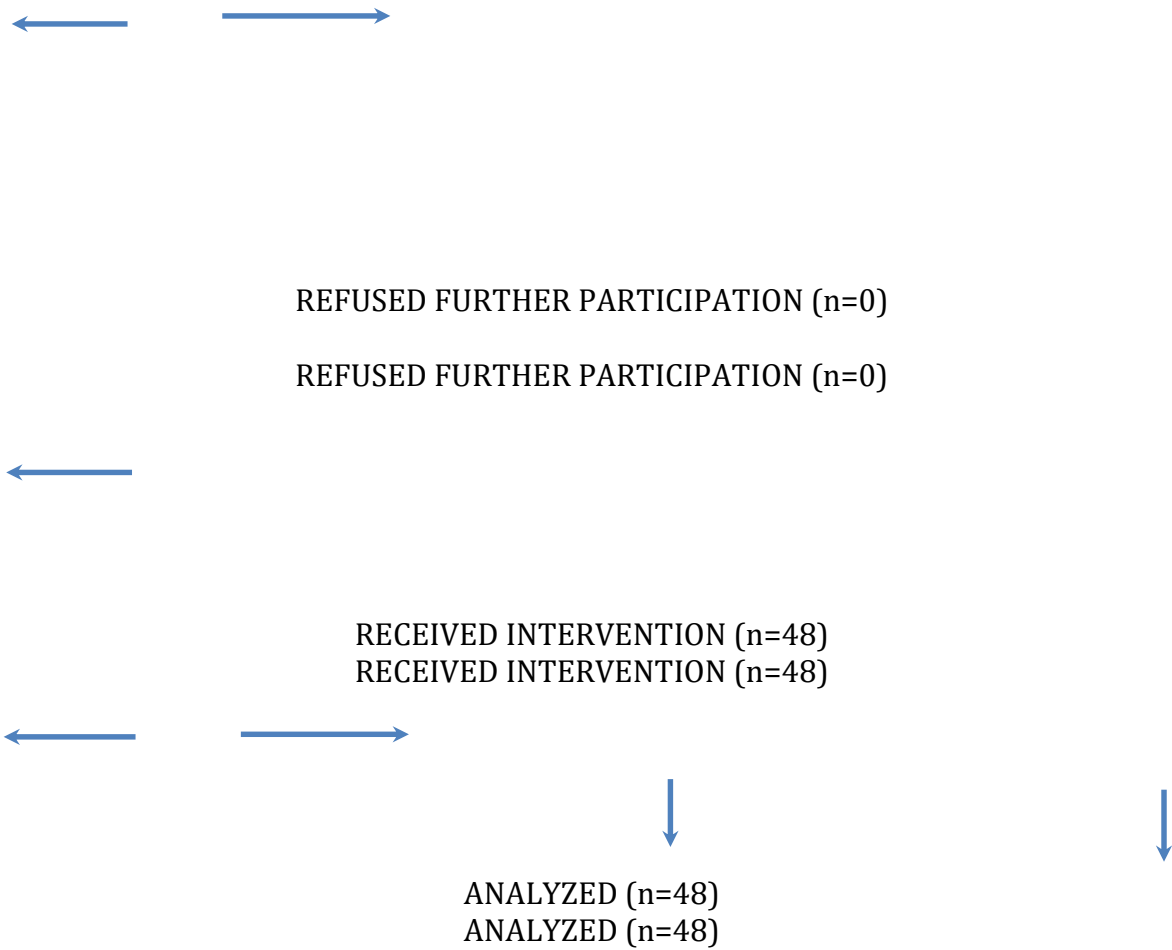 REFUSED FURTHER PARTICIPATION (n=0)
REFUSED FURTHER PARTICIPATION (n=0)
RECEIVED INTERVENTION (n=48)
RECEIVED INTERVENTION (n=48)
ANALYZED (n=48)
ANALYZED (n=48)